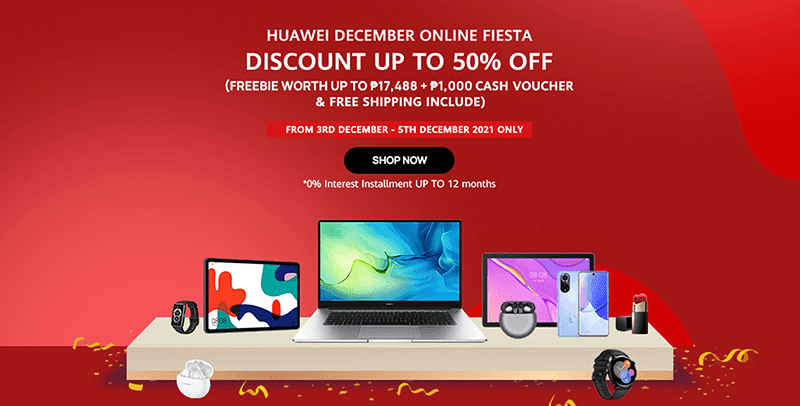 HUAWEI DECEMBER ONLINE FIESTA
DISCOUNT UP TO 50% OFF
(FREEBIE WORTH UP TO ₱17,488 + ₱1,000 CASH VOUCHER
& FREE SHIPPING INCLUDE)
FROM 3RD DECEMBER - 5TH DECEMBER 2021 ONLY
SHOP NOW
*0% Interest Installment UP TO 12 months
08:08